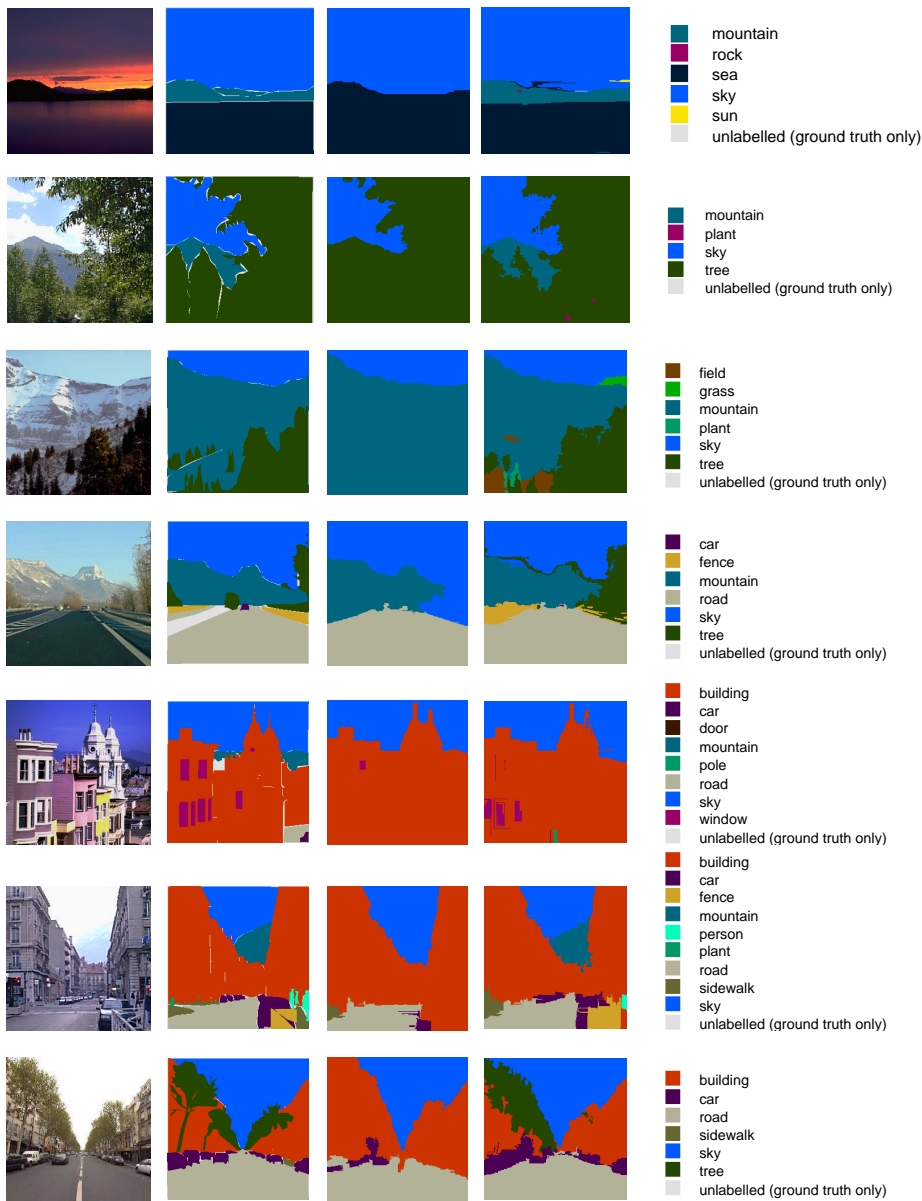 mountain
rock
sea
sky
sun
unlabelled (ground truth only)
mountain
plant
sky
tree
unlabelled (ground truth only)
field
grass
mountain
plant
sky
tree
unlabelled (ground truth only)
car
fence
mountain
road
sky
tree
unlabelled (ground truth only)
building
car
door
mountain
pole
road
sky
window
unlabelled (ground truth only)
building
car
fence
mountain
person
plant
road
sidewalk
sky
unlabelled (ground truth only)
building
car
road
sidewalk
sky
tree
unlabelled (ground truth only)